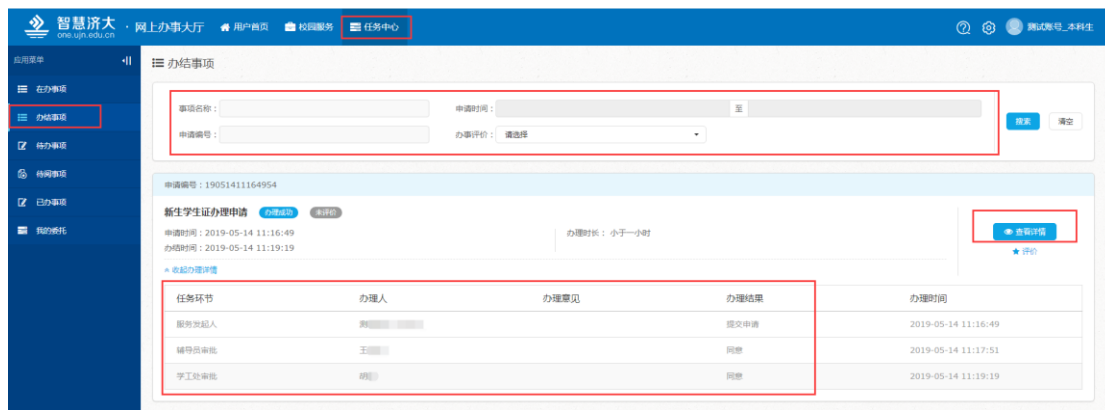 智慧济大 · 网上办事大厅 用户首页 校园服务 任务中心 测试账号_本科生
one.ujn.edu.cn
应用菜单
在办事项
办结事项
待办事项
待阅事项
已办事项
我的委托
办结事项
事项名称： 申请时间： 至
申请编号： 办事评价： 请选择 搜索 清空
申请编号：19051411164954
新生学生证办理申请 办理成功 未评价
申请时间：2019-05-14 11:16:49 办理时长： 小于一小时 查看详情
办结时间：2019-05-14 11:19:19 评价
收起办理详情
任务环节 办理人 办理意见 办理结果 办理时间
服务发起人 测 提交申请 2019-05-14 11:16:49
辅导员审批 王 同意 2019-05-14 11:17:51
学工处审批 胡 同意 2019-05-14 11:19:19